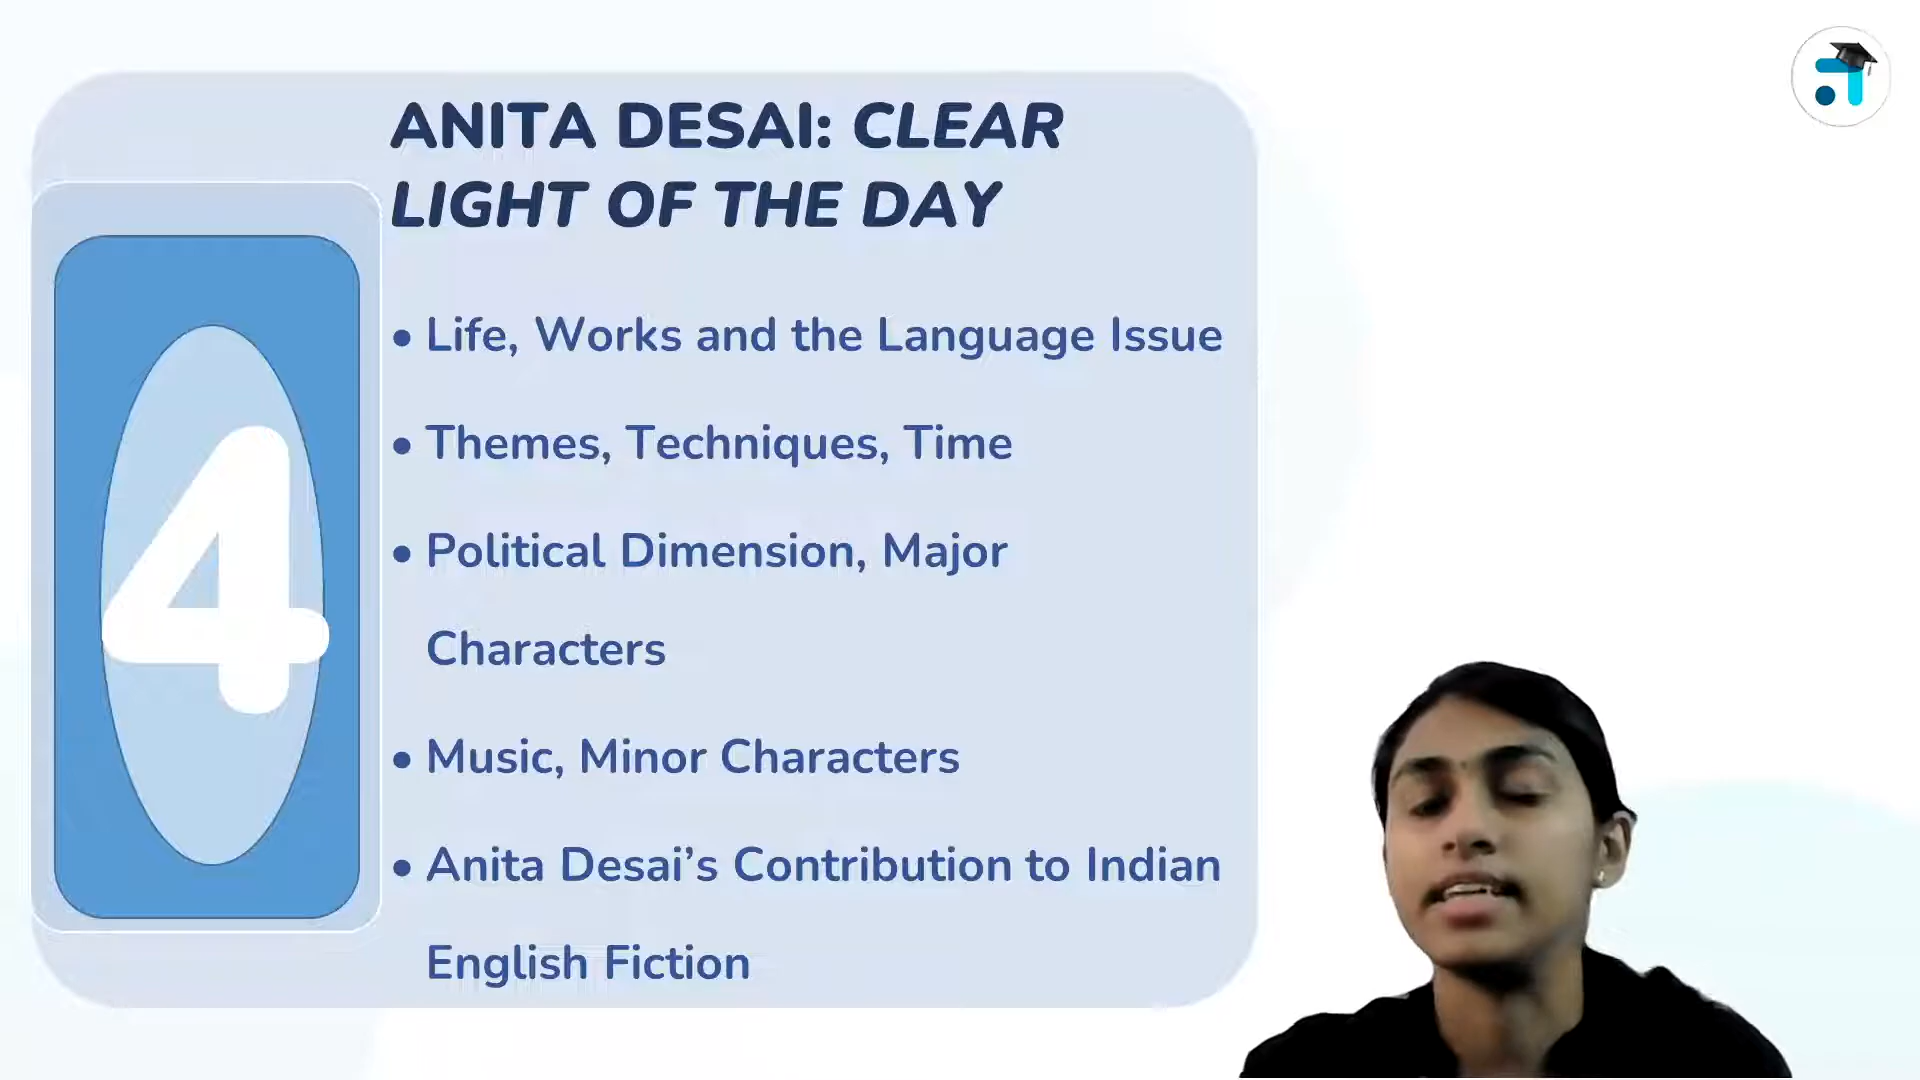 ANITA DESAI: CLEAR
LIGHT OF THE DAY
4
• Life, Works and the Language Issue
• Themes, Techniques, Time
• Political Dimension, Major
Characters
• Music, Minor Characters
• Anita Desai’s Contribution to Indian
English Fiction